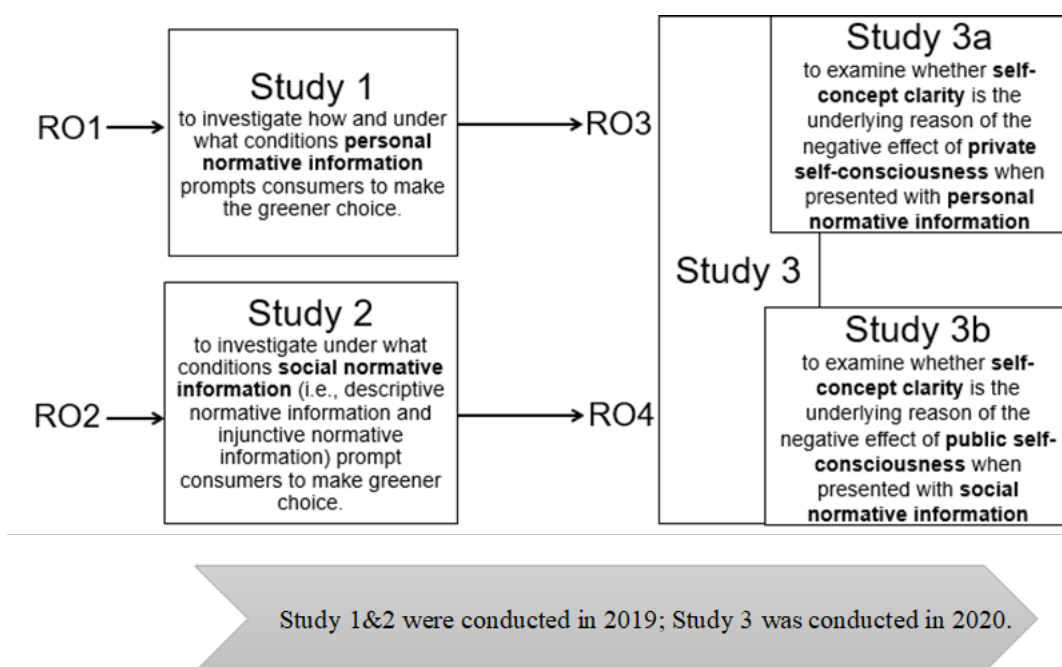 RO1
Study 1
to investigate how and under
what conditions personal
normative information
prompts consumers to make
the greener choice.
RO3
RO2
Study 2
to investigate under what
conditions social normative
information (i.e., descriptive
normative information and
injunctive normative
information) prompt
consumers to make greener
choice.
RO4
Study 3
Study 3a
to examine whether self-
concept clarity is the
underlying reason of the
negative effect of private
self-consciousness when
presented with personal
normative information
Study 3b
to examine whether self-
concept clarity is the
underlying reason of the
negative effect of public self-
consciousness when
presented with social
normative information
Study 1&2 were conducted in 2019; Study 3 was conducted in 2020.